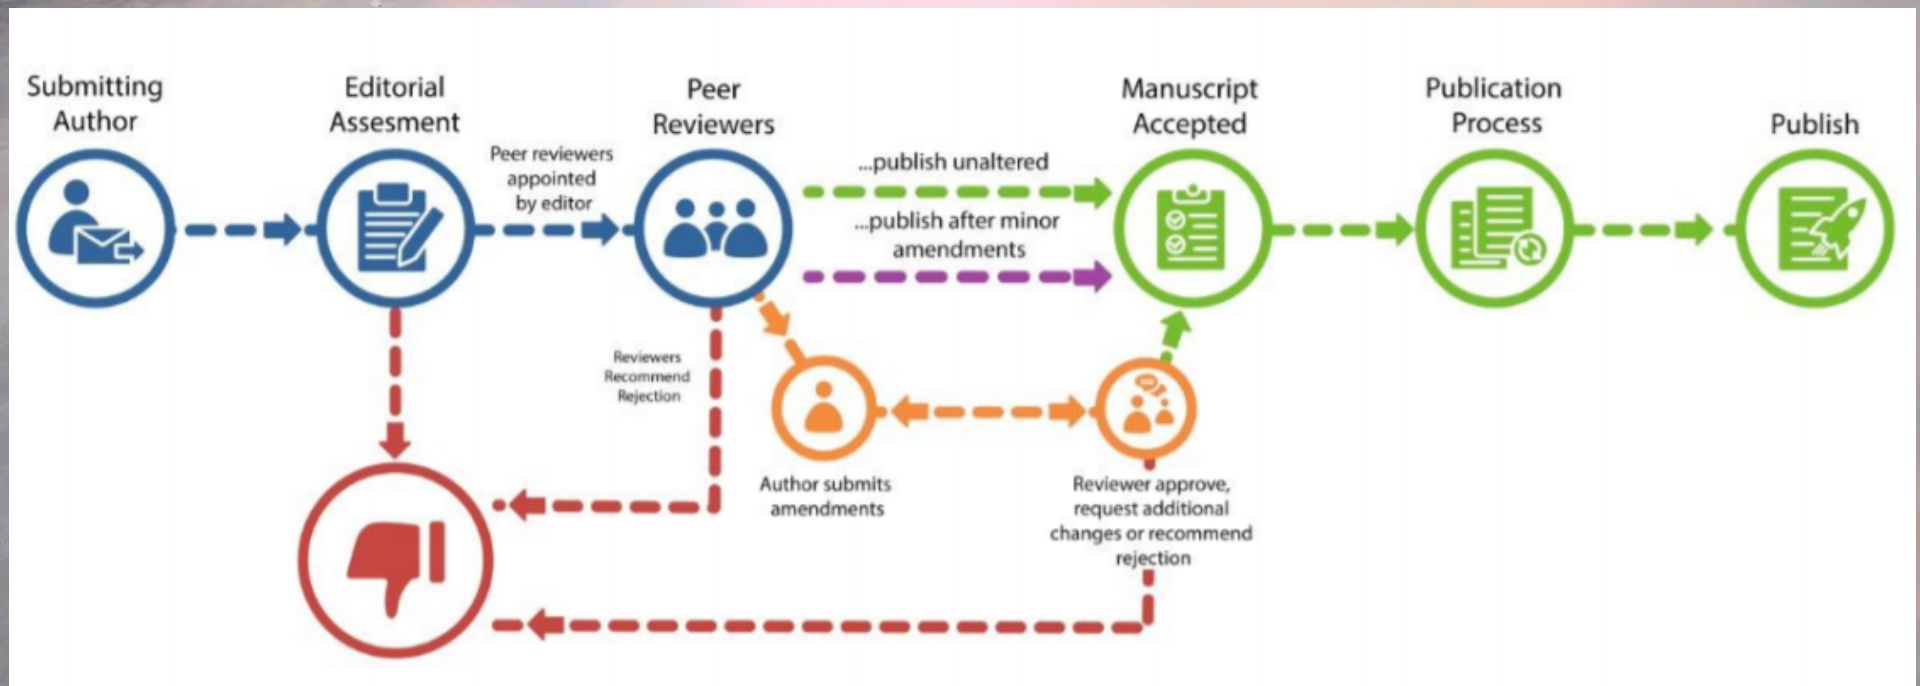 Submitting
Author
Editorial
Assesment
Peer reviewers
appointed
by editor
Peer
Reviewers
...publish unaltered
...publish after minor
amendments
Manuscript
Accepted
Publication
Process
Publish
Reviewers
Recommend
Rejection
Author submits
amendments
Reviewer approve,
request additional
changes or recommend
rejection